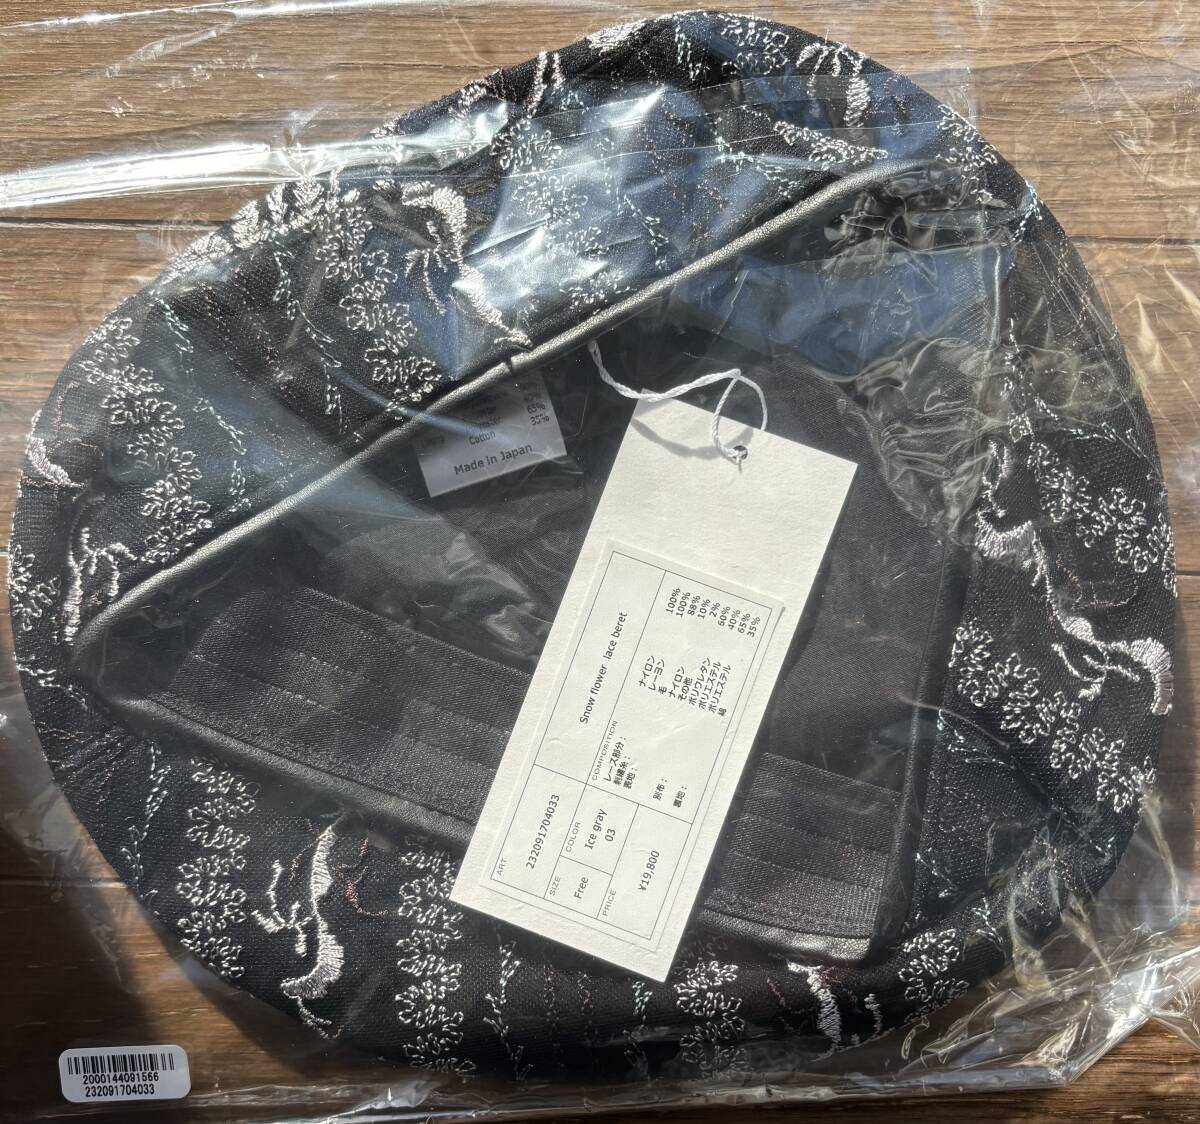 40%
65%
35%
Cotton
Made in Japan
ART
232091704033
Snow flower lace beret
SIZE
Free
COLOR
Ice gray
03
PRICE
¥19,800
COMPOSITION
レース部分： ナイロン 100%
刺繍糸： レーヨン 100%
表地： 毛 88%
ナイロン 10%
その他 2%
別布： ポリウレタン 60%
ポリエステル 40%
裏地： ポリエステル 65%
綿 35%
2000144091566
232091704033